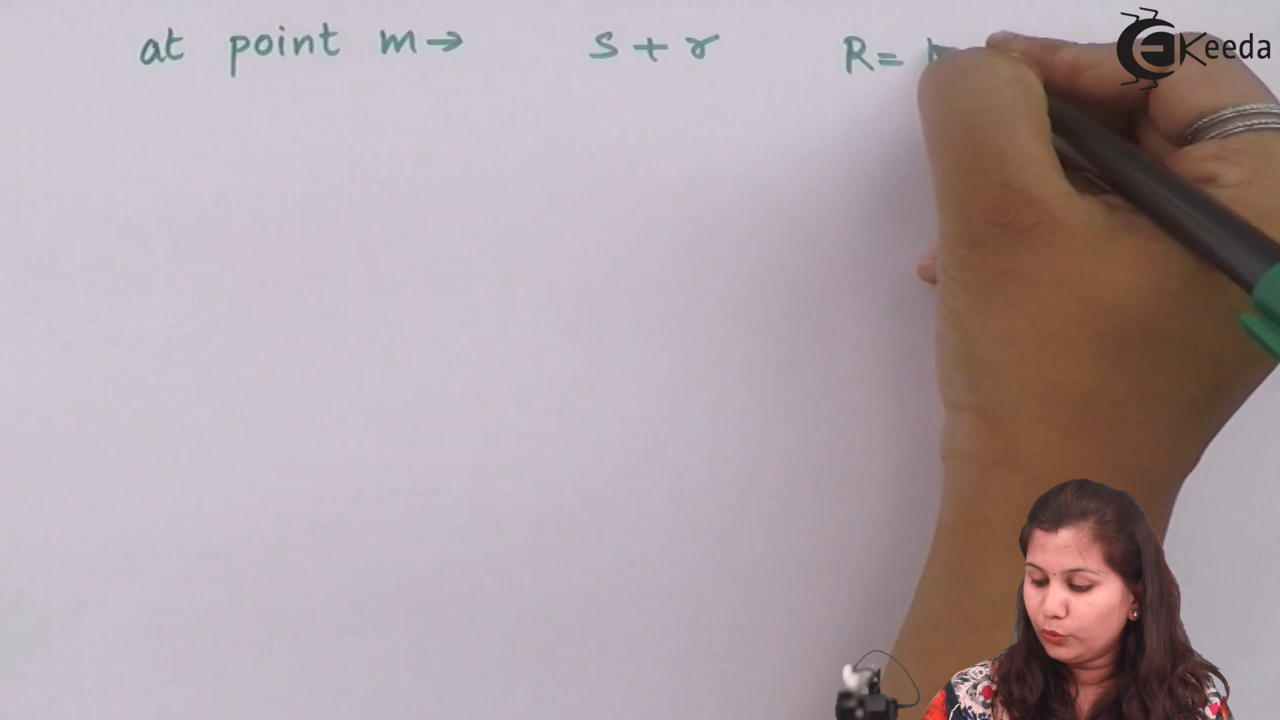 at point m→ s + r R=
Ekeeda